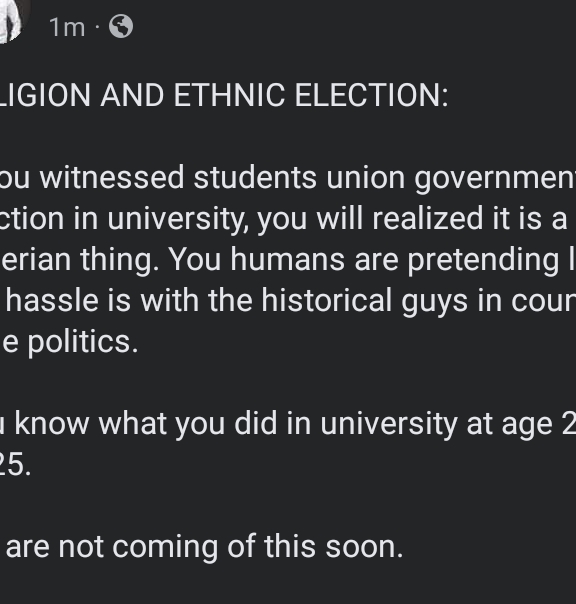 1m ·
LIGION AND ETHNIC ELECTION:
ou witnessed students union government
ction in university, you will realized it is a
erian thing. You humans are pretending l
hassle is with the historical guys in coun
e politics.
u know what you did in university at age 2
25.
are not coming of this soon.